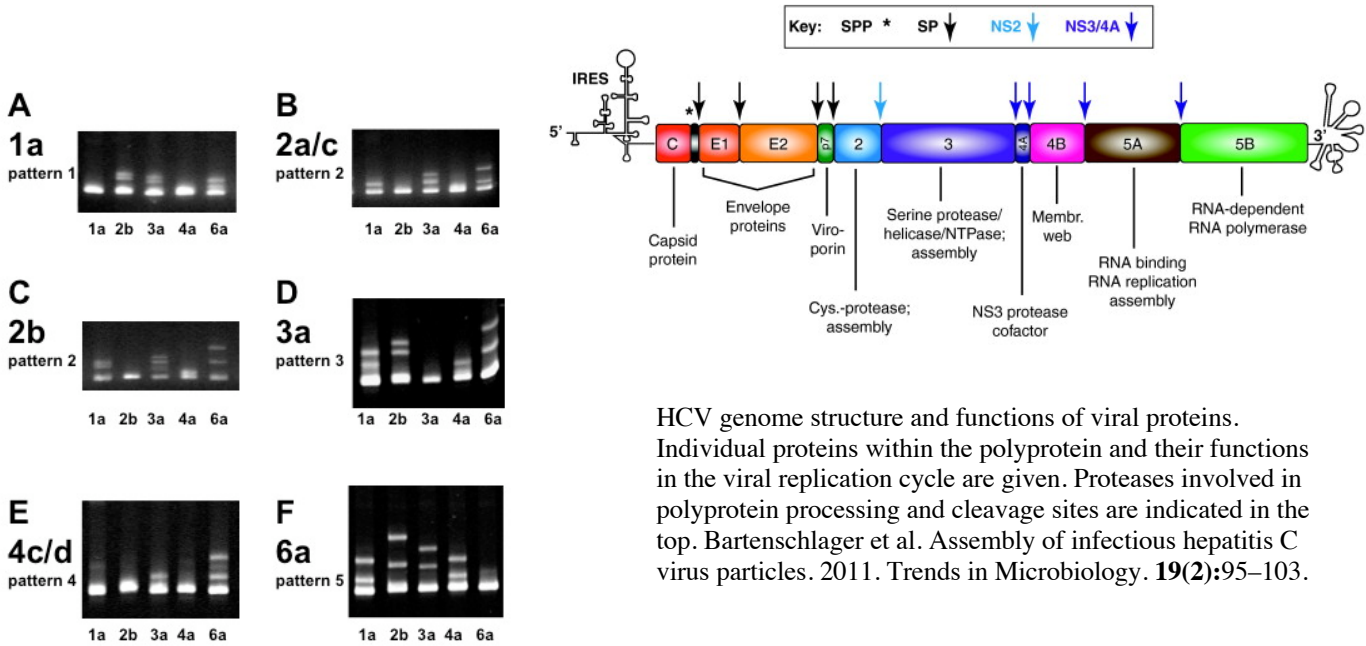 A
1a
pattern 1
1a 2b 3a 4a 6a
B
2a/c
pattern 2
1a 2b 3a 4a 6a
C
2b
pattern 2
1a 2b 3a 4a 6a
D
3a
pattern 3
1a 2b 3a 4a 6a
E
4c/d
pattern 4
1a 2b 3a 4a 6a
F
6a
pattern 5
1a 2b 3a 4a 6a
Key: SPP * SP NS2 NS3/4A
IRES
5'
*
C E1 E2 p7 2 3 4A 4B 5A 5B
3'
Capsid
protein
Envelope
proteins
Viro-
porin
Cys.-protease;
assembly
Serine protease/
helicase/NTPase;
assembly
NS3 protease
cofactor
Membr.
web
RNA binding
RNA replication
assembly
RNA-dependent
RNA polymerase
HCV genome structure and functions of viral proteins.
Individual proteins within the polyprotein and their functions
in the viral replication cycle are given. Proteases involved in
polyprotein processing and cleavage sites are indicated in the
top. Bartenschlager et al. Assembly of infectious hepatitis C
virus particles. 2011. Trends in Microbiology. 19(2):95–103.